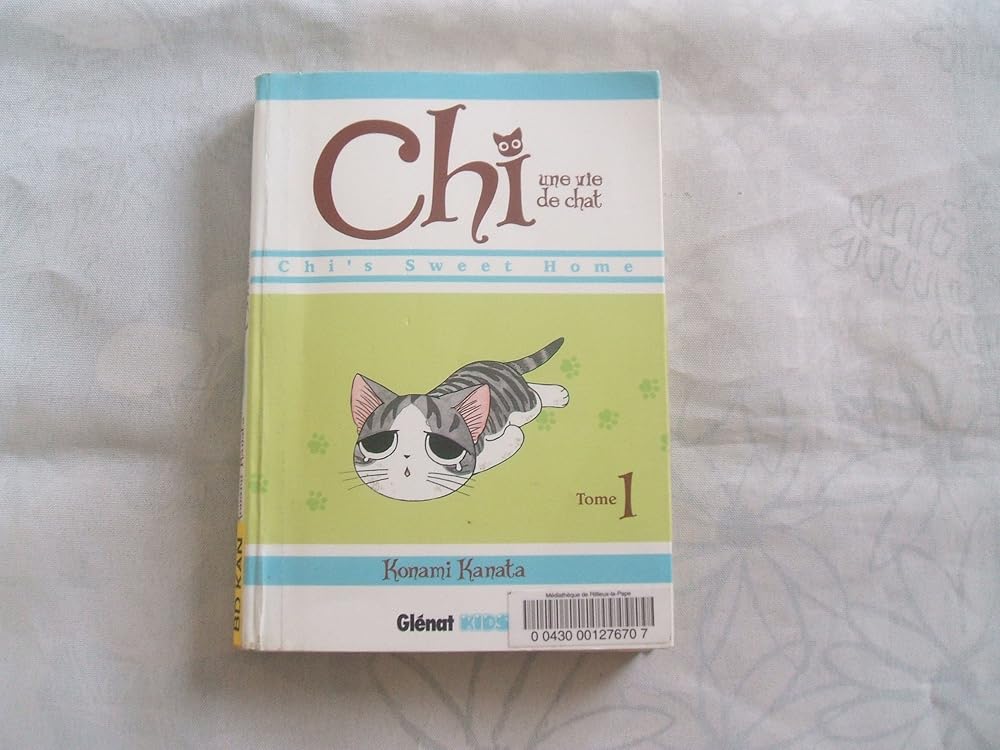 Chi
une vie
de chat
Chi's Sweet Home
Tome 1
Konami Kanata
Glénat KIDS
Médiathèque de Rillieux-la-Pape
0 0430 00127670 7
BD KAN